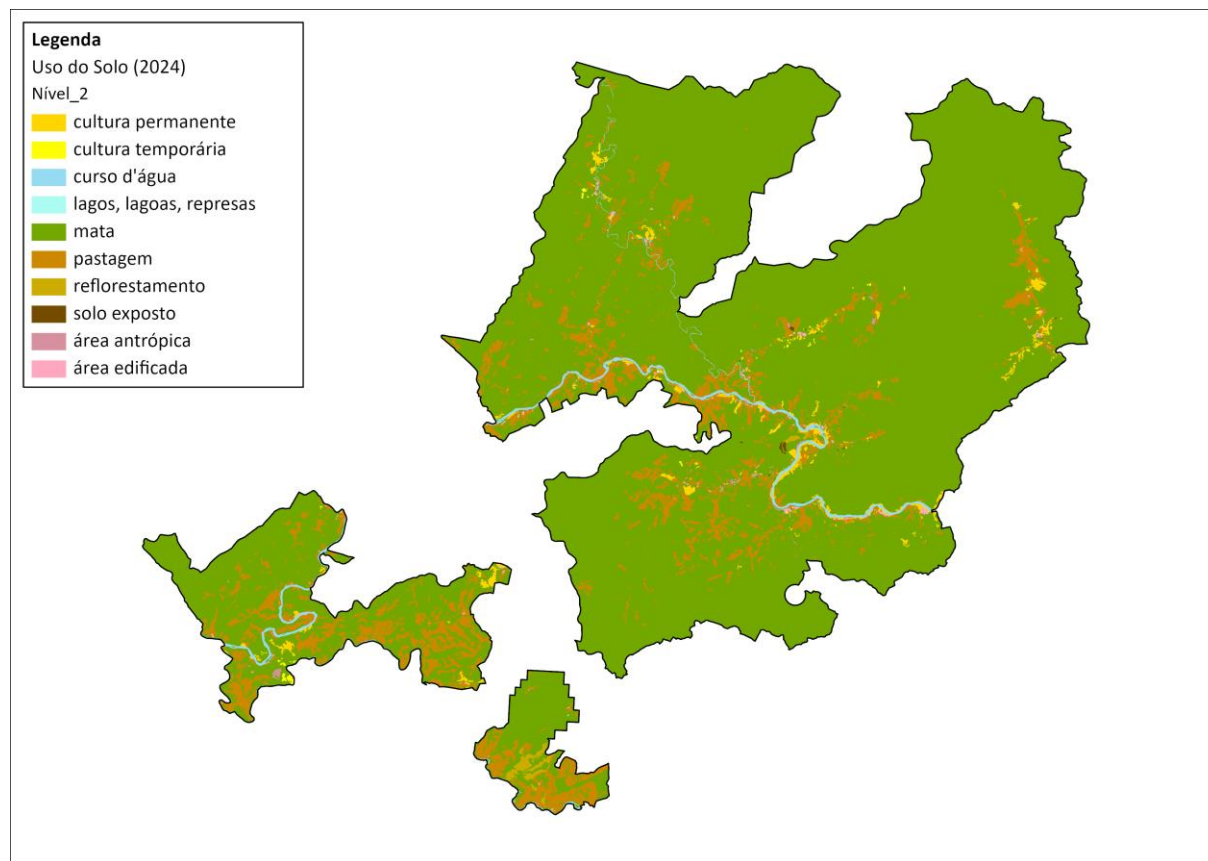 Legenda
Uso do Solo (2024)
Nível_2
cultura permanente
cultura temporária
curso d'água
lagos, lagoas, represas
mata
pastagem
reflorestamento
solo exposto
área antrópica
área edificada